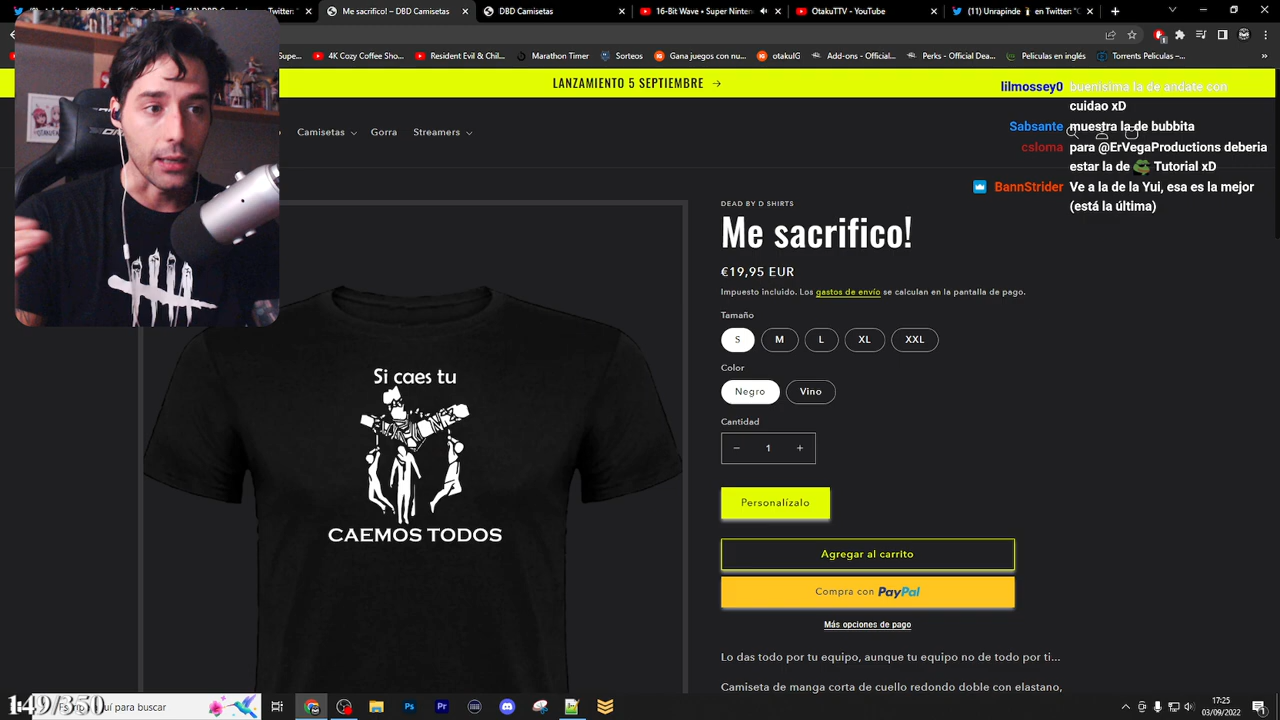 Me sacrifico! – DBD Camisetas
DBD Camisetas
16-Bit Wave • Super Ninten
OtakuTTV - YouTube
(11) Unrapinde
en Twitter: "C
4K Cozy Coffee Sho...
Resident Evil & Chil...
Marathon Timer
Sorteos
Gana juegos con nu...
otakulG
Add-ons - Official...
Perks - Official Dea...
Peliculas en inglés
Torrents Peliculas –...
LANZAMIENTO 5 SEPTIEMBRE →
lilmossey0 buenisima la de andate con
cuidao xD
Sabsante muestra la de bubbita
csloma para @ErVegaProductions deberia
estar la de Tutorial xD
BannStrider Ve a la de la Yui, esa es la mejor
(está la última)
Camisetas
Gorra
Streamers
DEAD BY D SHIRTS
Me sacrifico!
€19,95 EUR
Impuesto incluido. Los gastos de envío se calculan en la pantalla de pago.
Tamaño
S M L XL XXL
Color
Negro Vino
Cantidad
− 1 +
Personalízalo
Agregar al carrito
Compra con PayPal
Más opciones de pago
Lo das todo por tu equipo, aunque tu equipo no de todo por ti...
Camiseta de manga corta de cuello redondo doble con elastano,
Si caes tu
CAEMOS TODOS
149/350
quí para buscar
17:25
03/09/2022